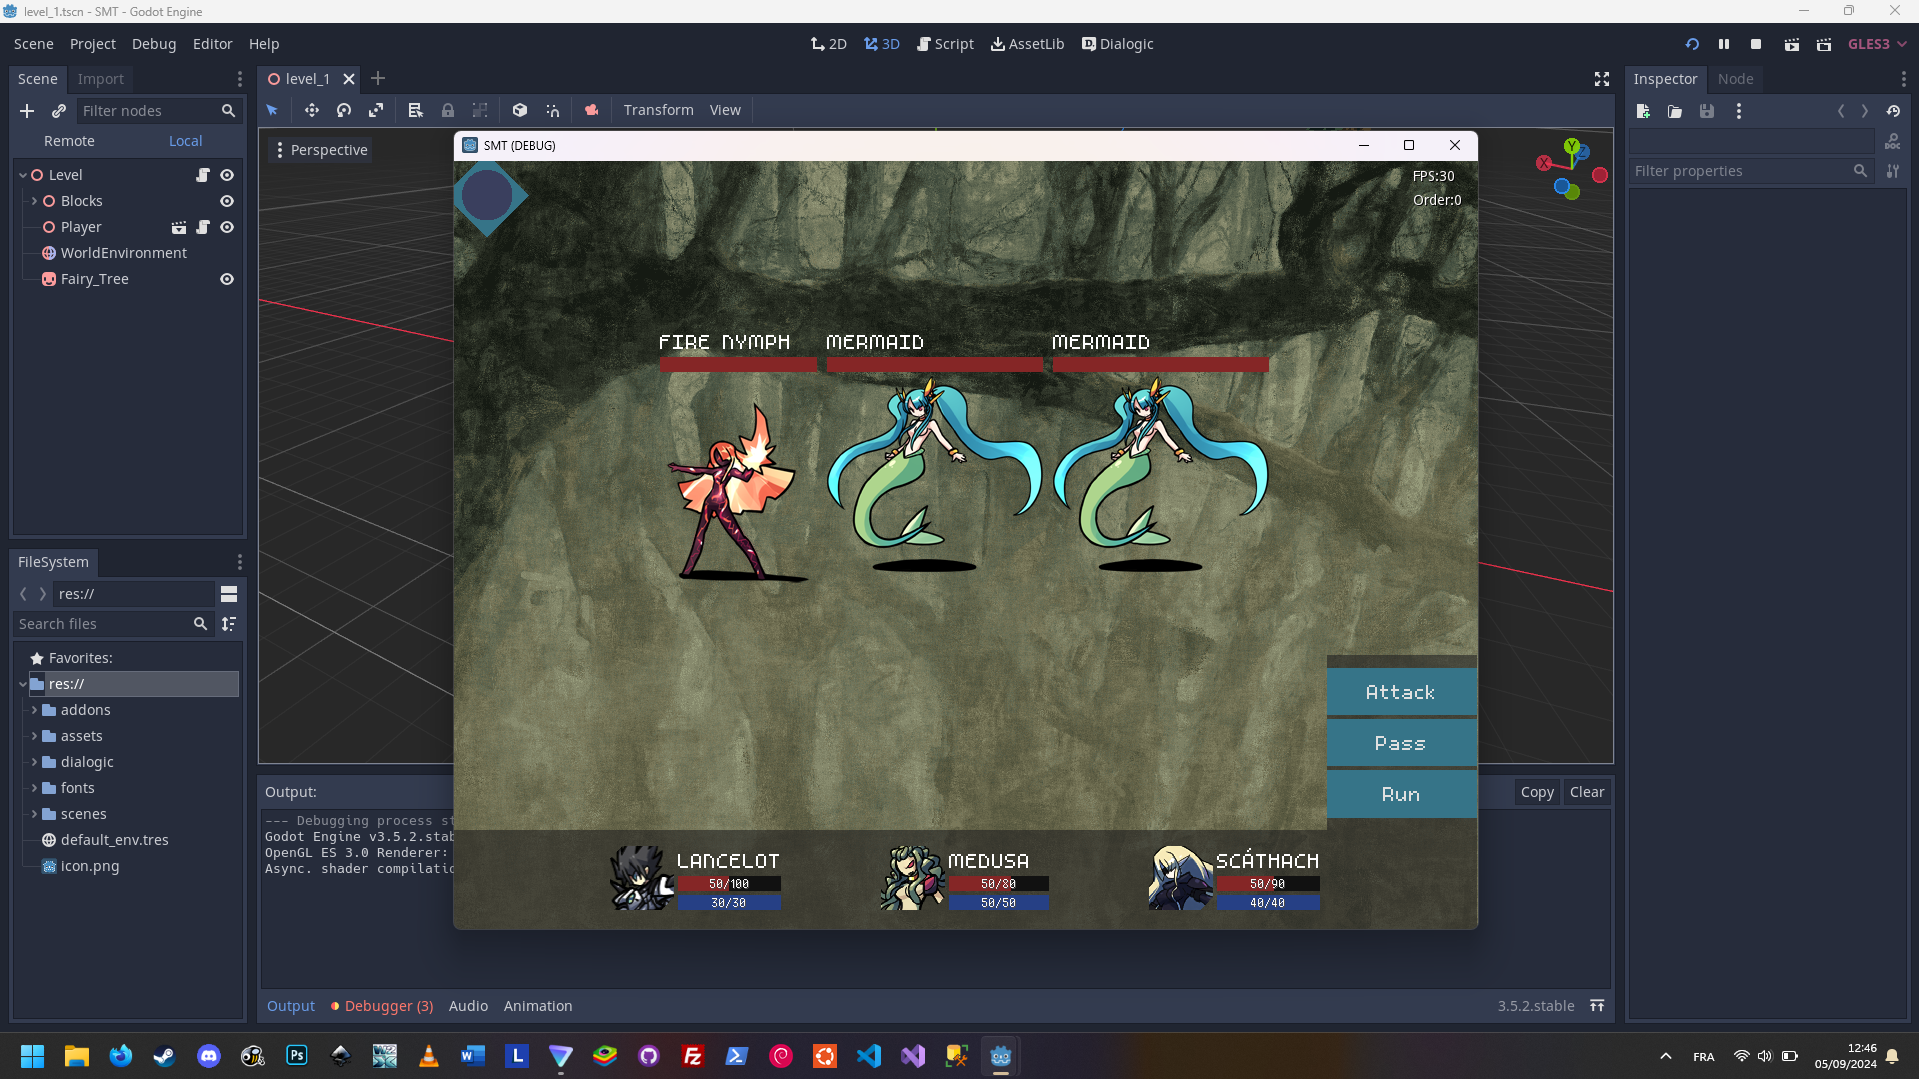 level_1.tscn - SMT - Godot Engine
Scene Project Debug Editor Help
2D 3D Script AssetLib Dialogic
GLES3
Scene Import
level_1
Inspector Node
Filter nodes
Transform View
Remote Local
Perspective
Filter properties
Level
Blocks
Player
WorldEnvironment
Fairy_Tree
SMT (DEBUG)
FPS:30
Order:0
FIRE NYMPH MERMAID MERMAID
Attack
Pass
Run
LANCELOT
50/100
30/30
MEDUSA
50/80
50/50
SCÁTHACH
50/90
40/40
X Y Z
FileSystem
res://
Search files
Favorites:
res://
addons
assets
dialogic
fonts
scenes
default_env.tres
icon.png
Output:
Copy Clear
--- Debugging process st
Godot Engine v3.5.2.stab
OpenGL ES 3.0 Renderer:
Async. shader compilatio
Output Debugger (3) Audio Animation
3.5.2.stable
Ps
W
L
Fz
FRA
12:46
05/09/2024